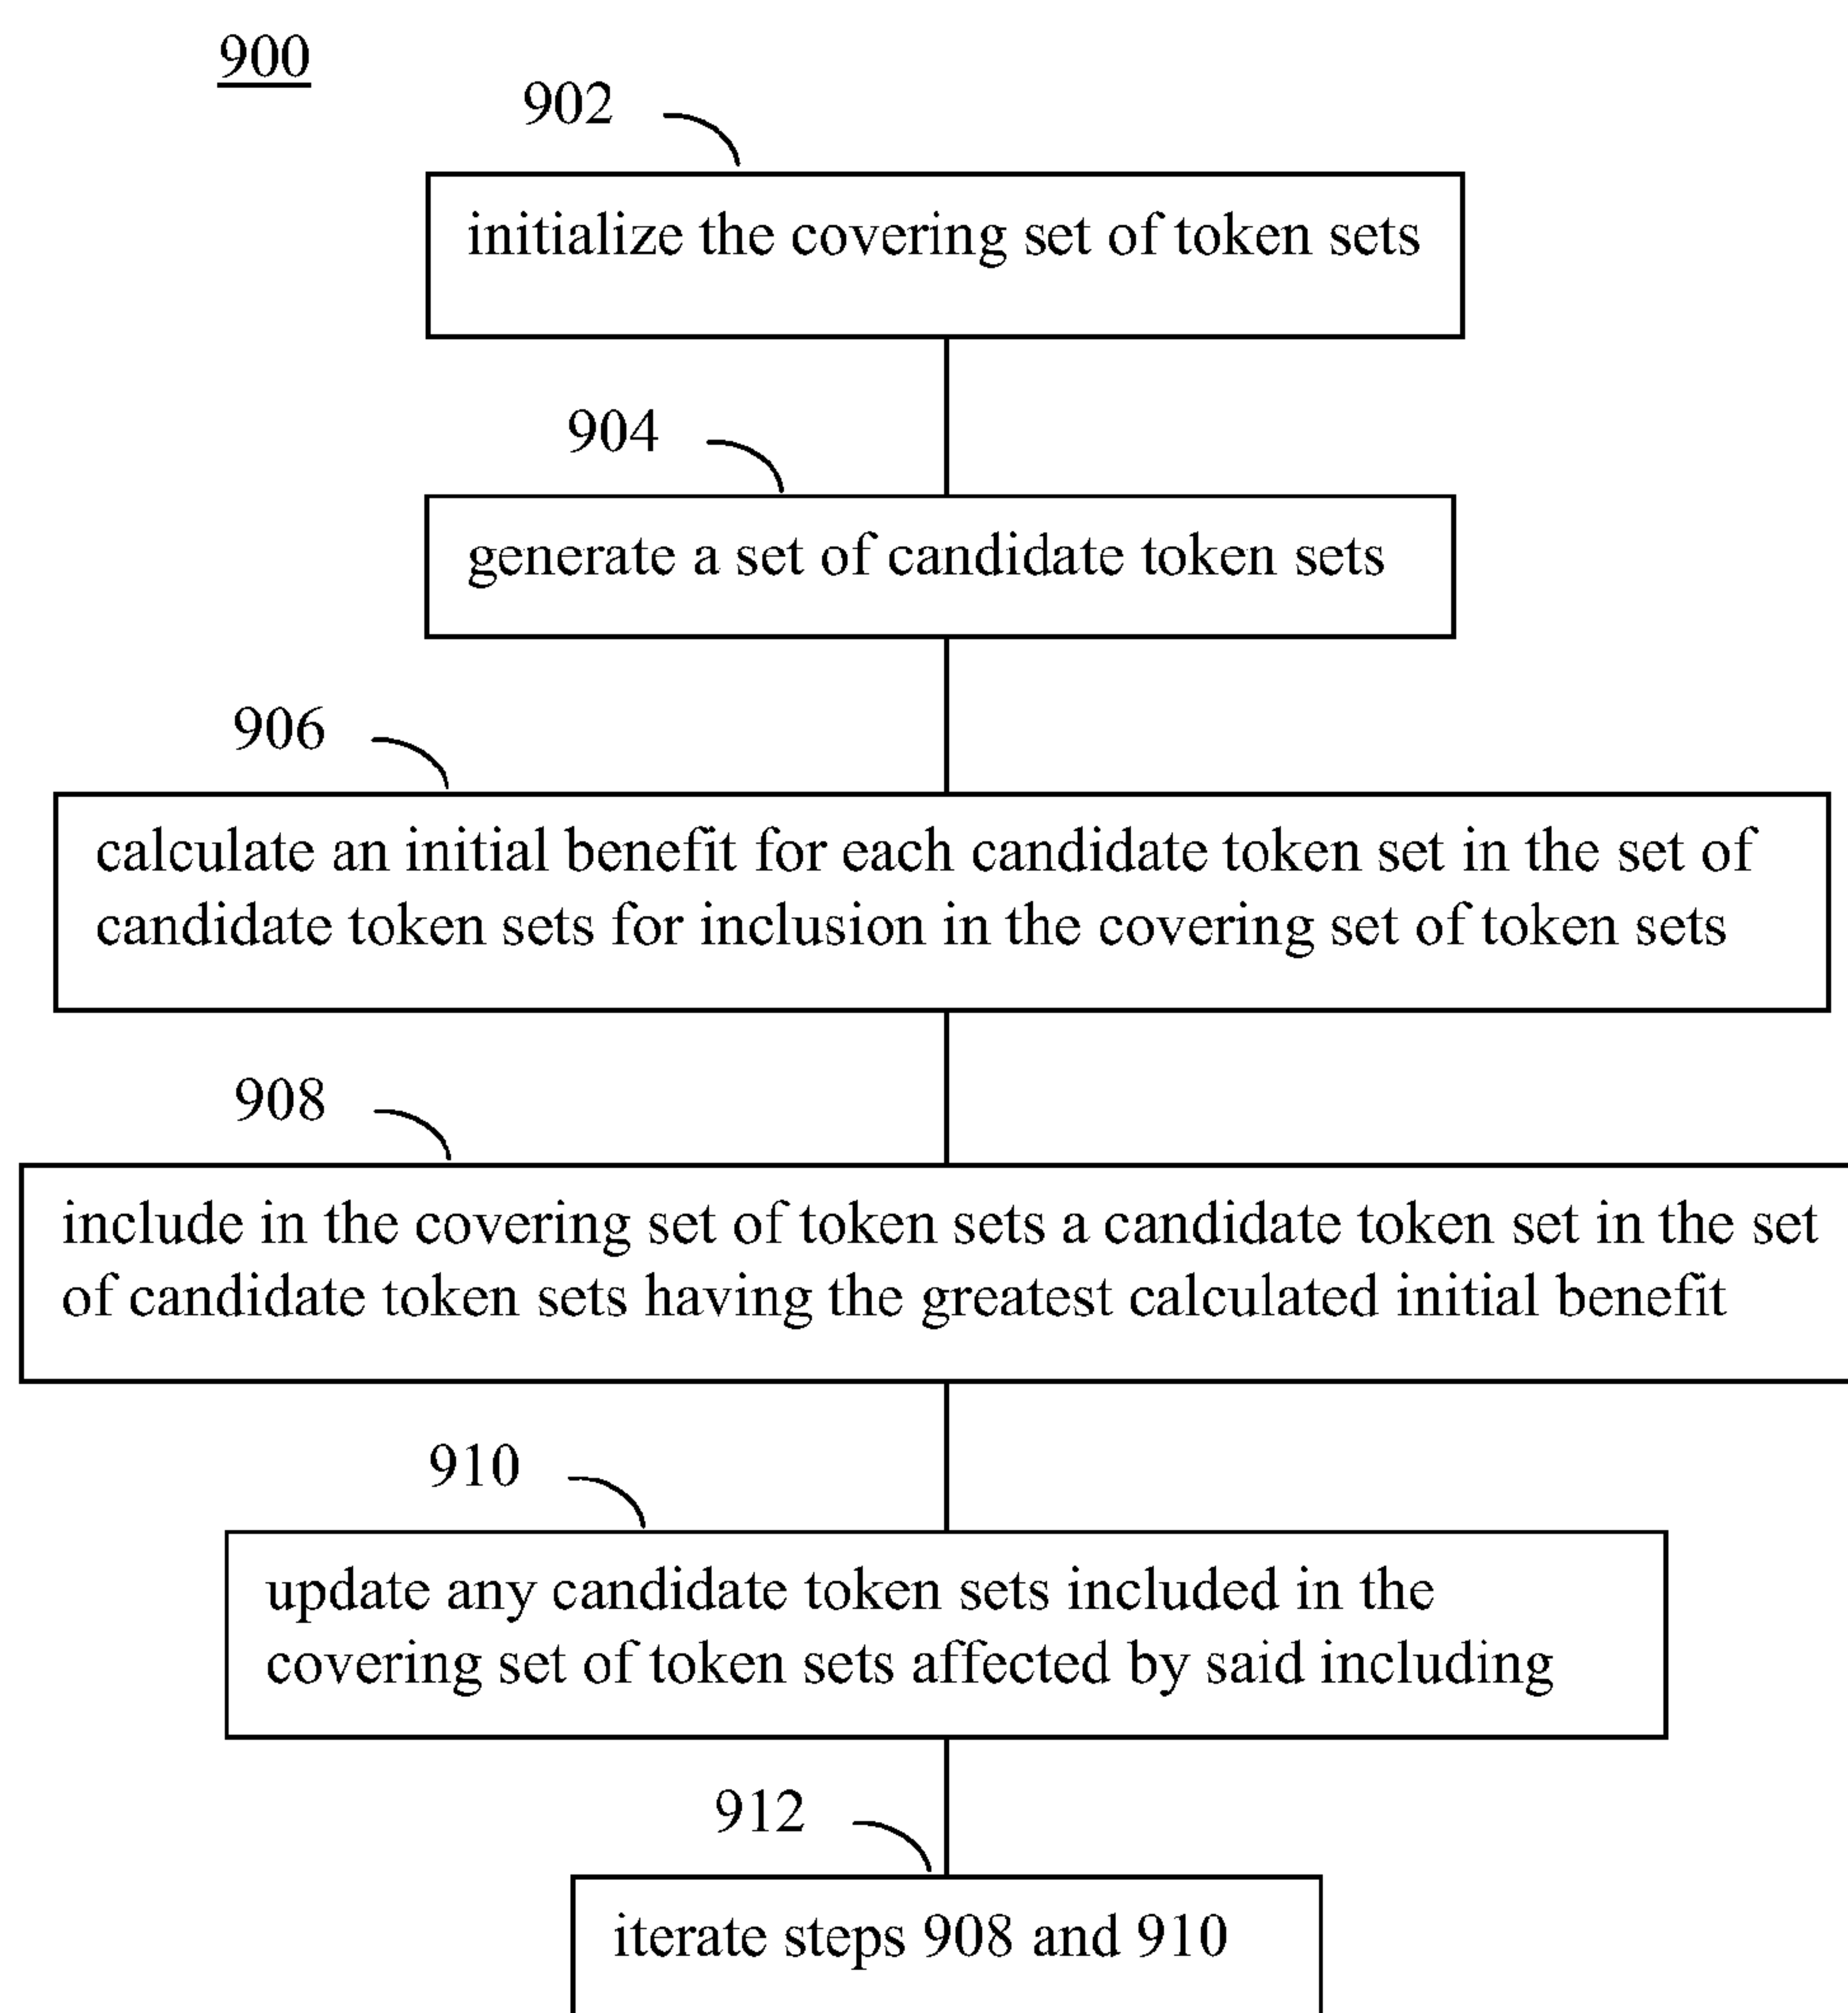 900
902
initialize the covering set of token sets
904
generate a set of candidate token sets
906
calculate an initial benefit for each candidate token set in the set of
candidate token sets for inclusion in the covering set of token sets
908
include in the covering set of token sets a candidate token set in the set
of candidate token sets having the greatest calculated initial benefit
910
update any candidate token sets included in the
covering set of token sets affected by said including
912
iterate steps 908 and 910